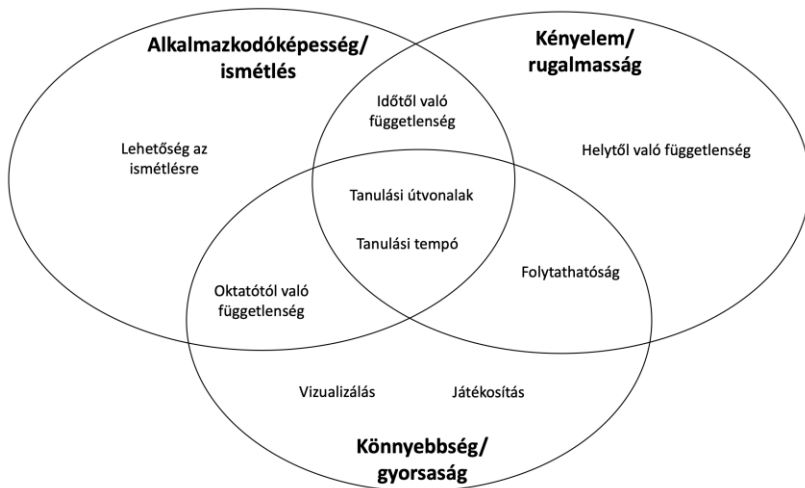 Alkalmazkodóképesség/
ismétlés
Kényelem/
rugalmasság
Időtől való
függetlenség
Lehetőség az
ismétlésre
Helytől való függetlenség
Tanulási útvonalak
Tanulási tempó
Folytathatóság
Oktatótól való
függetlenség
Vizualizálás
Játékosítás
Könnyebbség/
gyorsaság